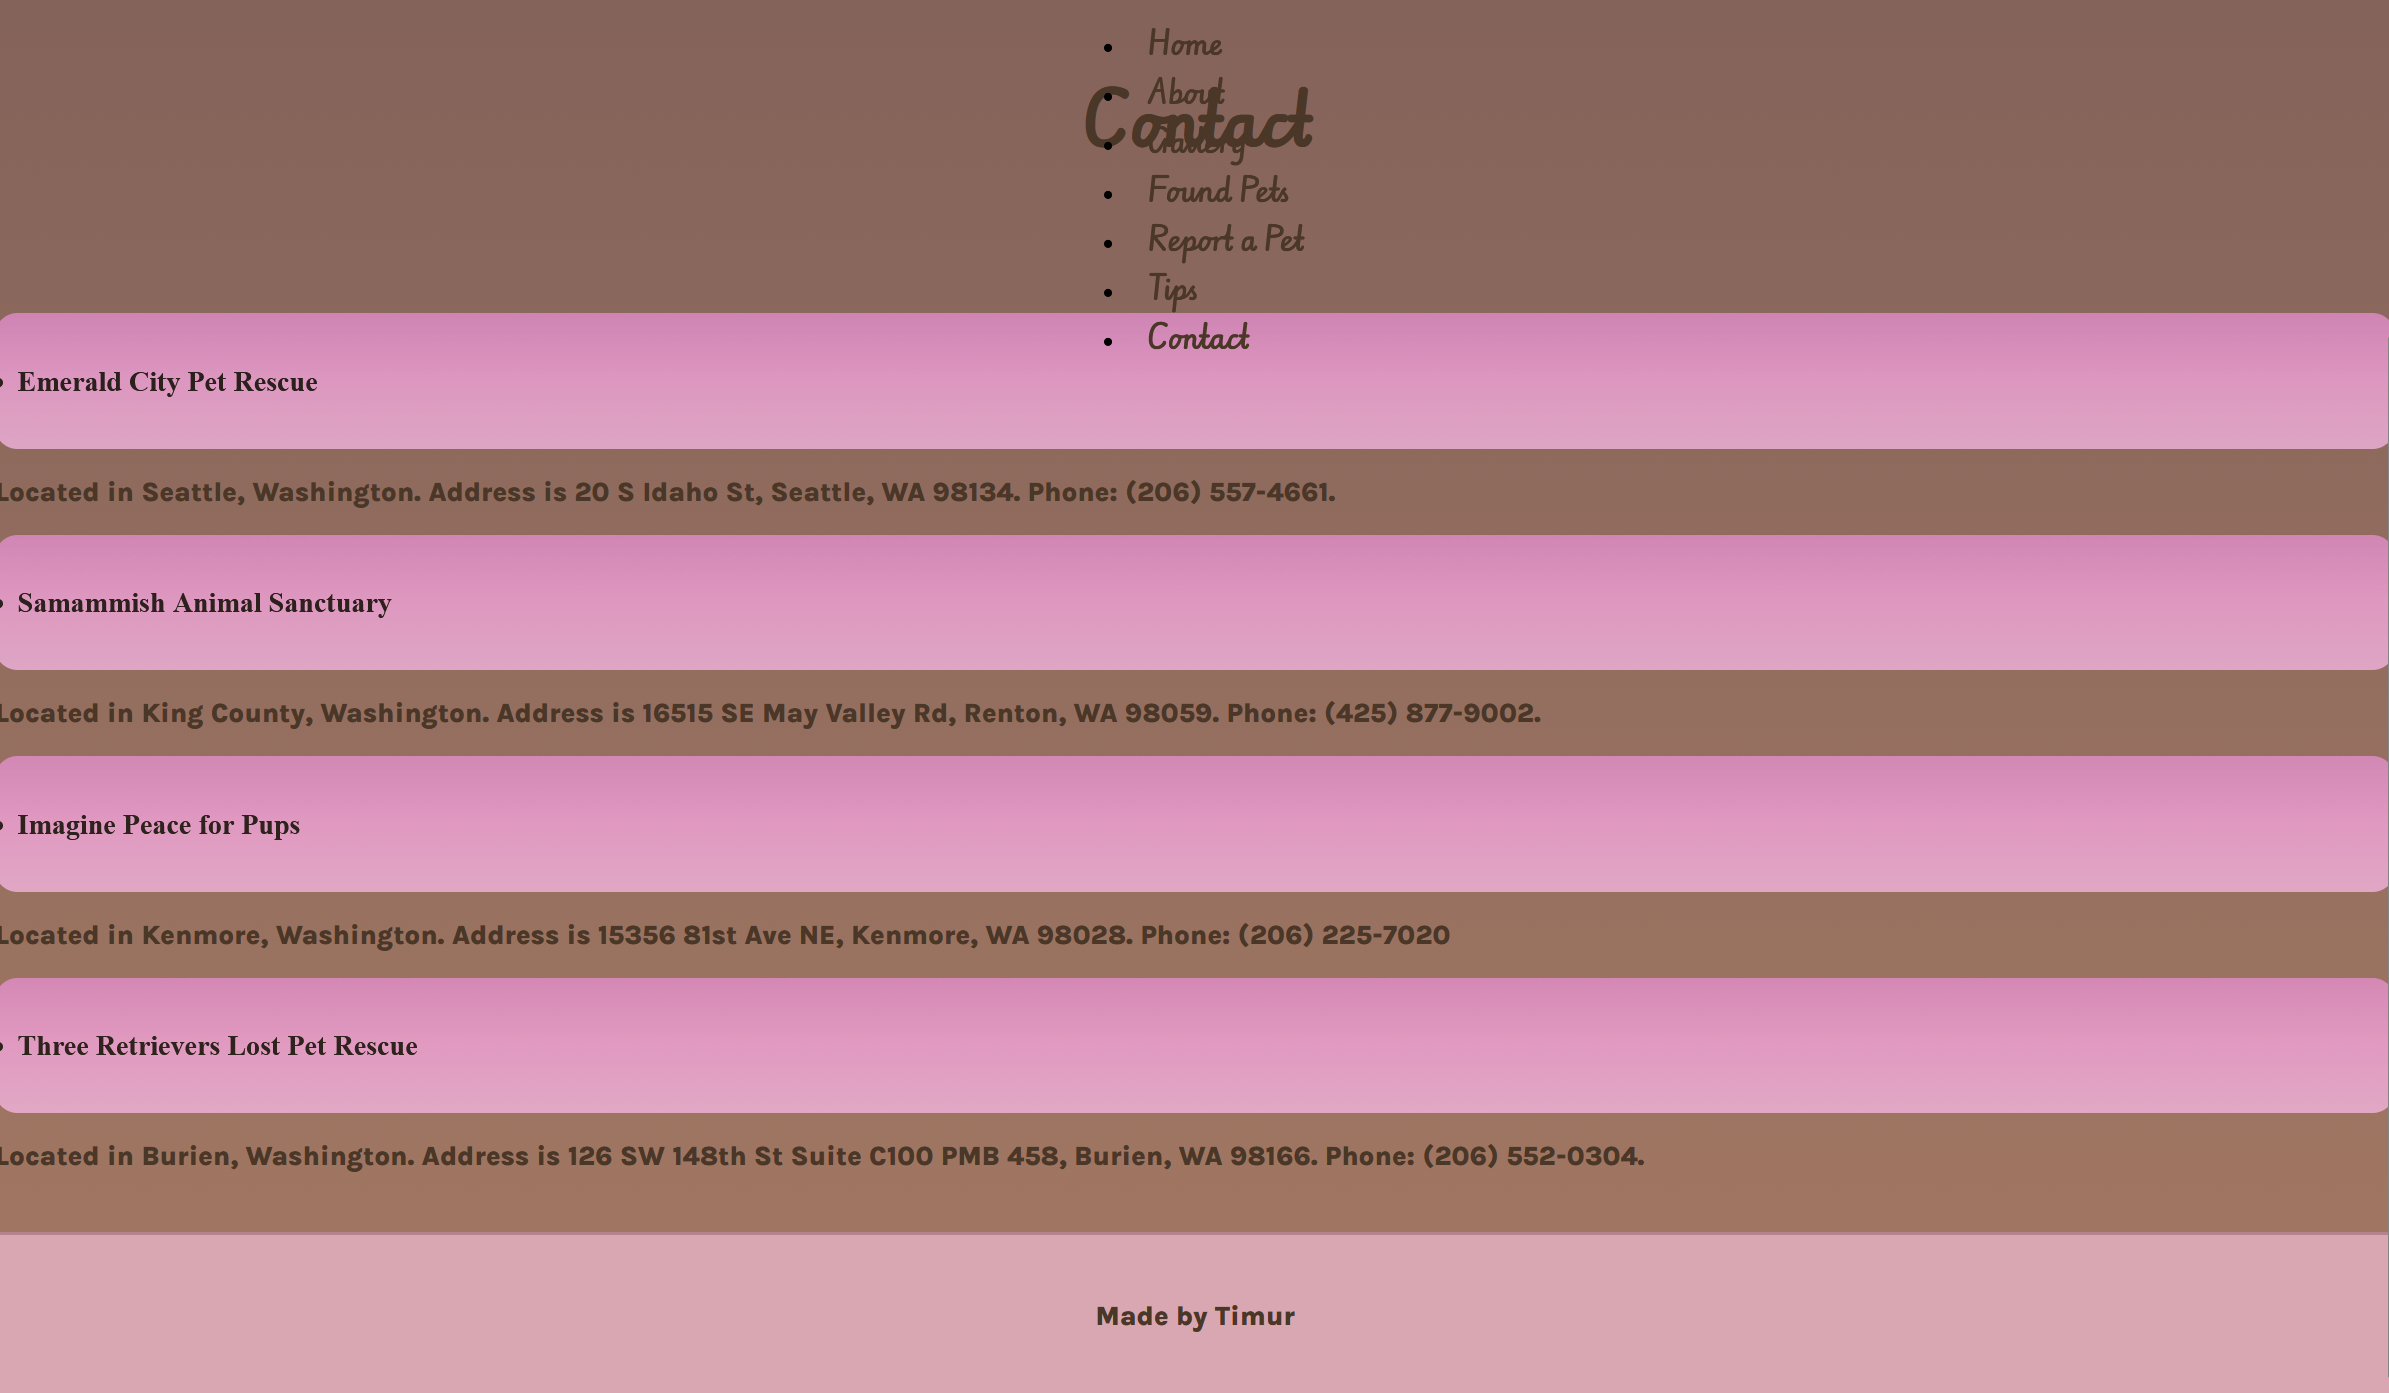 Home
About
Contact
Gallery
Found Pets
Report a Pet
Tips
Contact
Emerald City Pet Rescue
Located in Seattle, Washington. Address is 20 S Idaho St, Seattle, WA 98134. Phone: (206) 557-4661.
Samammish Animal Sanctuary
Located in King County, Washington. Address is 16515 SE May Valley Rd, Renton, WA 98059. Phone: (425) 877-9002.
Imagine Peace for Pups
Located in Kenmore, Washington. Address is 15356 81st Ave NE, Kenmore, WA 98028. Phone: (206) 225-7020
Three Retrievers Lost Pet Rescue
Located in Burien, Washington. Address is 126 SW 148th St Suite C100 PMB 458, Burien, WA 98166. Phone: (206) 552-0304.
Made by Timur